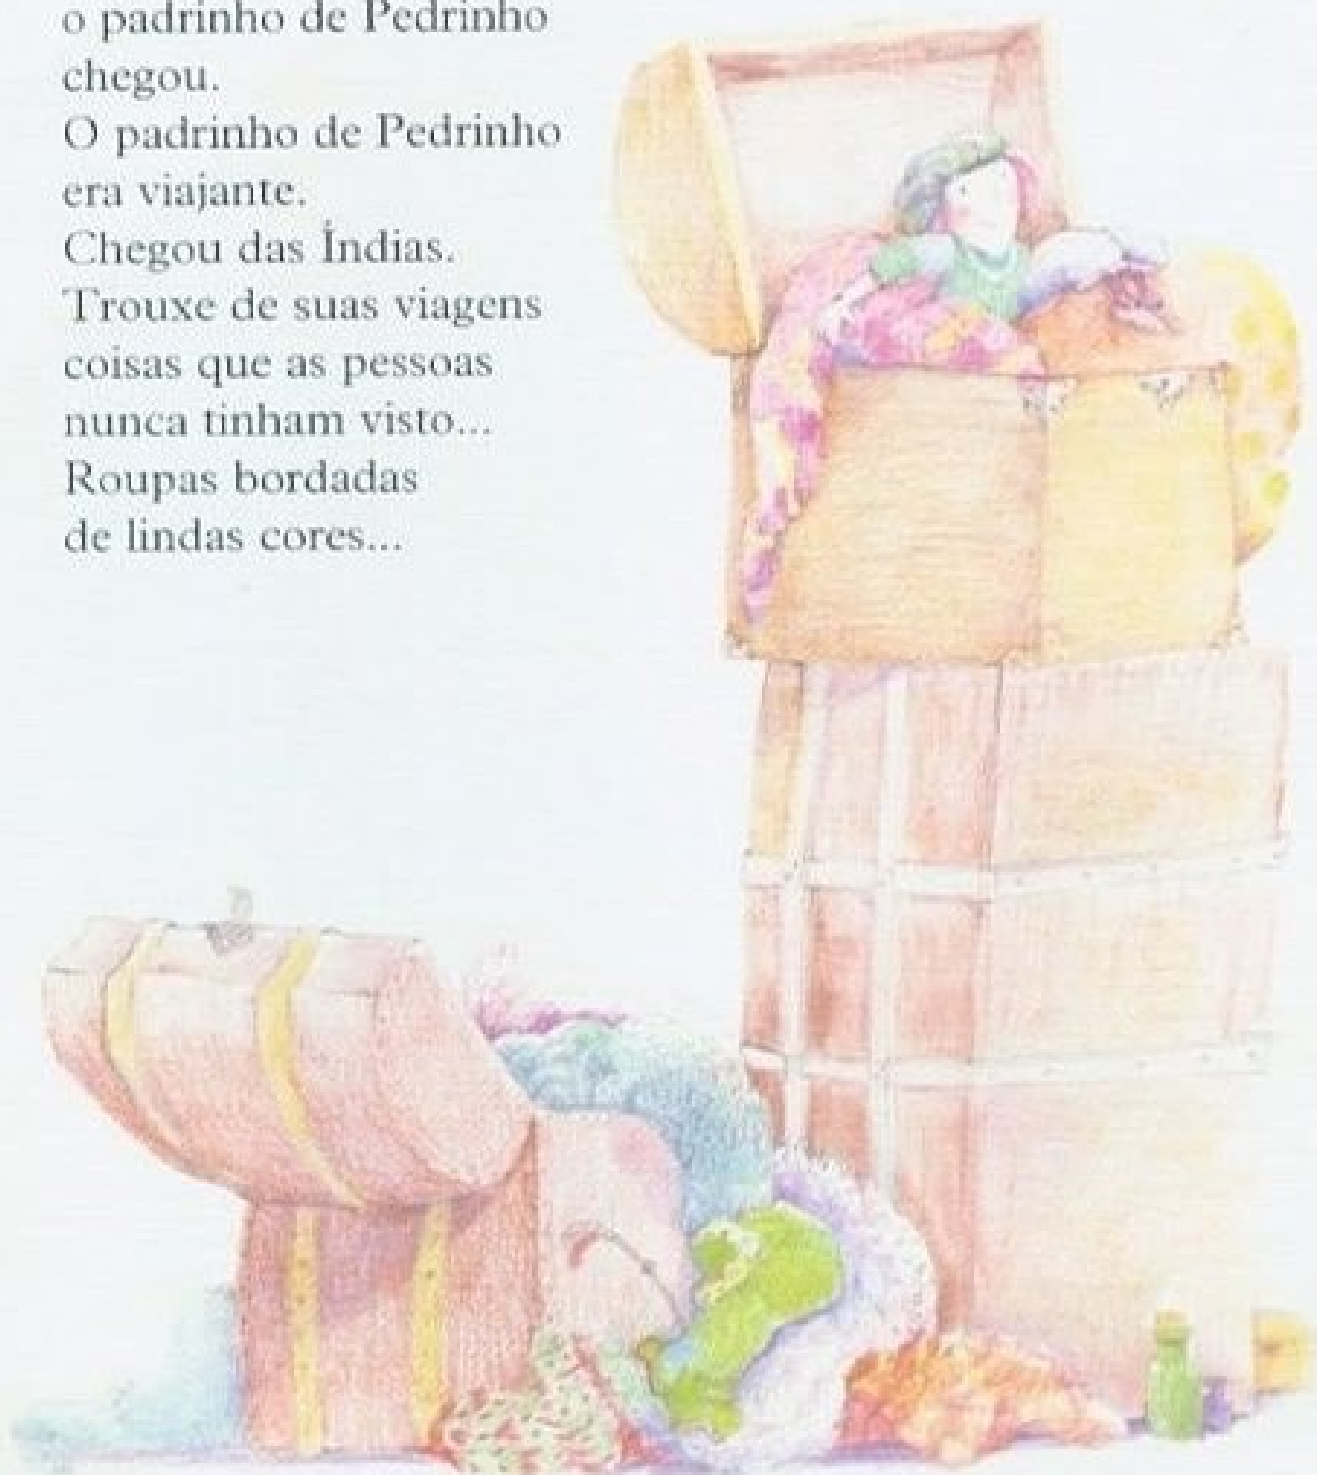 o padrinho de Pedrinho
chegou.
O padrinho de Pedrinho
era viajante.
Chegou das Índias.
Trouxe de suas viagens
coisas que as pessoas
nunca tinham visto...
Roupas bordadas
de lindas cores...